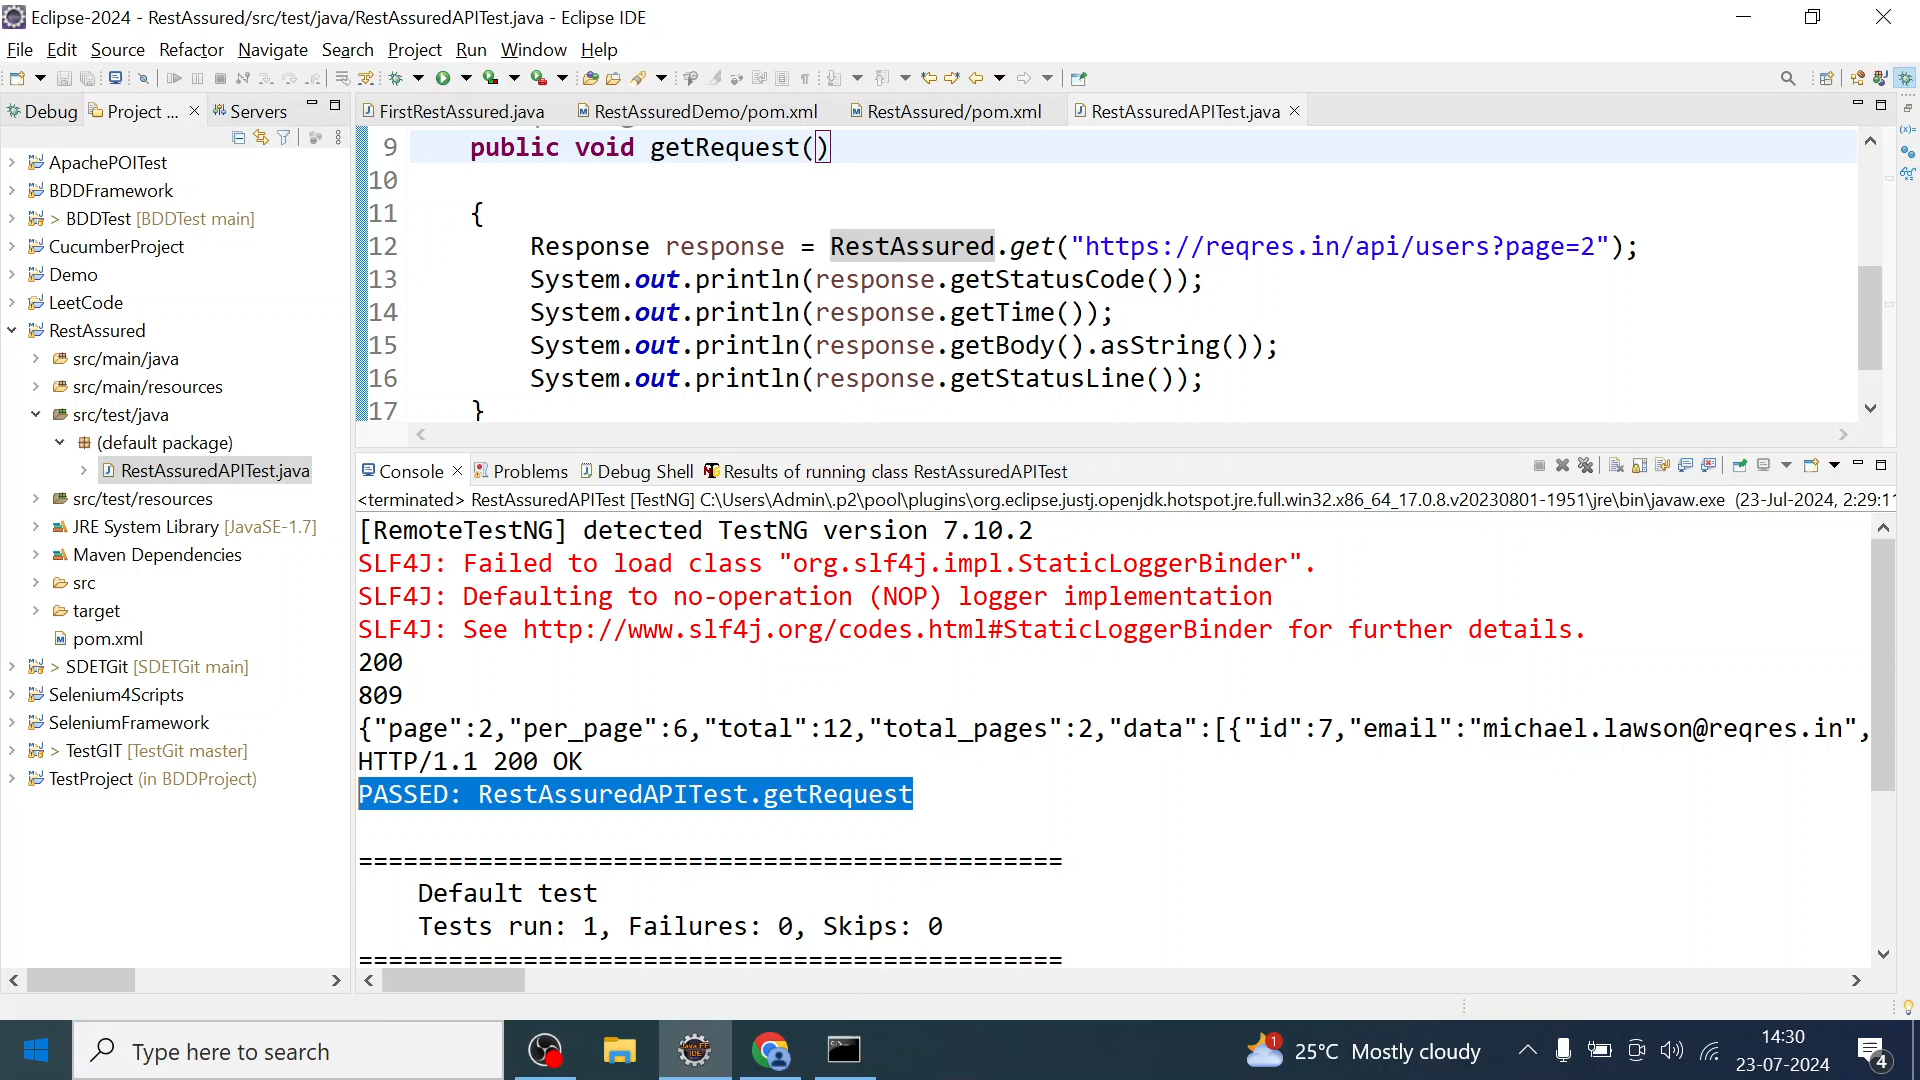 Eclipse-2024 - RestAssured/src/test/java/RestAssuredAPITest.java - Eclipse IDE
File Edit Source Refactor Navigate Search Project Run Window Help
Debug Project ... Servers
FirstRestAssured.java RestAssuredDemo/pom.xml RestAssured/pom.xml RestAssuredAPITest.java
ApachePOITest
BDDFramework
> BDDTest [BDDTest main]
CucumberProject
Demo
LeetCode
RestAssured
src/main/java
src/main/resources
src/test/java
(default package)
RestAssuredAPITest.java
src/test/resources
JRE System Library [JavaSE-1.7]
Maven Dependencies
src
target
pom.xml
> SDETGit [SDETGit main]
Selenium4Scripts
SeleniumFramework
> TestGIT [TestGit master]
TestProject (in BDDProject)
9 public void getRequest()
10
11 {
12 Response response = RestAssured.get("https://reqres.in/api/users?page=2");
13 System.out.println(response.getStatusCode());
14 System.out.println(response.getTime());
15 System.out.println(response.getBody().asString());
16 System.out.println(response.getStatusLine());
17 }
Console Problems Debug Shell Results of running class RestAssuredAPITest
<terminated> RestAssuredAPITest [TestNG] C:\Users\Admin\.p2\pool\plugins\org.eclipse.justj.openjdk.hotspot.jre.full.win32.x86_64_17.0.8.v20230801-1951\jre\bin\javaw.exe (23-Jul-2024, 2:29:11
[RemoteTestNG] detected TestNG version 7.10.2
SLF4J: Failed to load class "org.slf4j.impl.StaticLoggerBinder".
SLF4J: Defaulting to no-operation (NOP) logger implementation
SLF4J: See http://www.slf4j.org/codes.html#StaticLoggerBinder for further details.
200
809
{"page":2,"per_page":6,"total":12,"total_pages":2,"data":[{"id":7,"email":"michael.lawson@reqres.in",
HTTP/1.1 200 OK
PASSED: RestAssuredAPITest.getRequest
===============================================
Default test
Tests run: 1, Failures: 0, Skips: 0
===============================================
Type here to search
1 25°C Mostly cloudy
14:30
23-07-2024
4